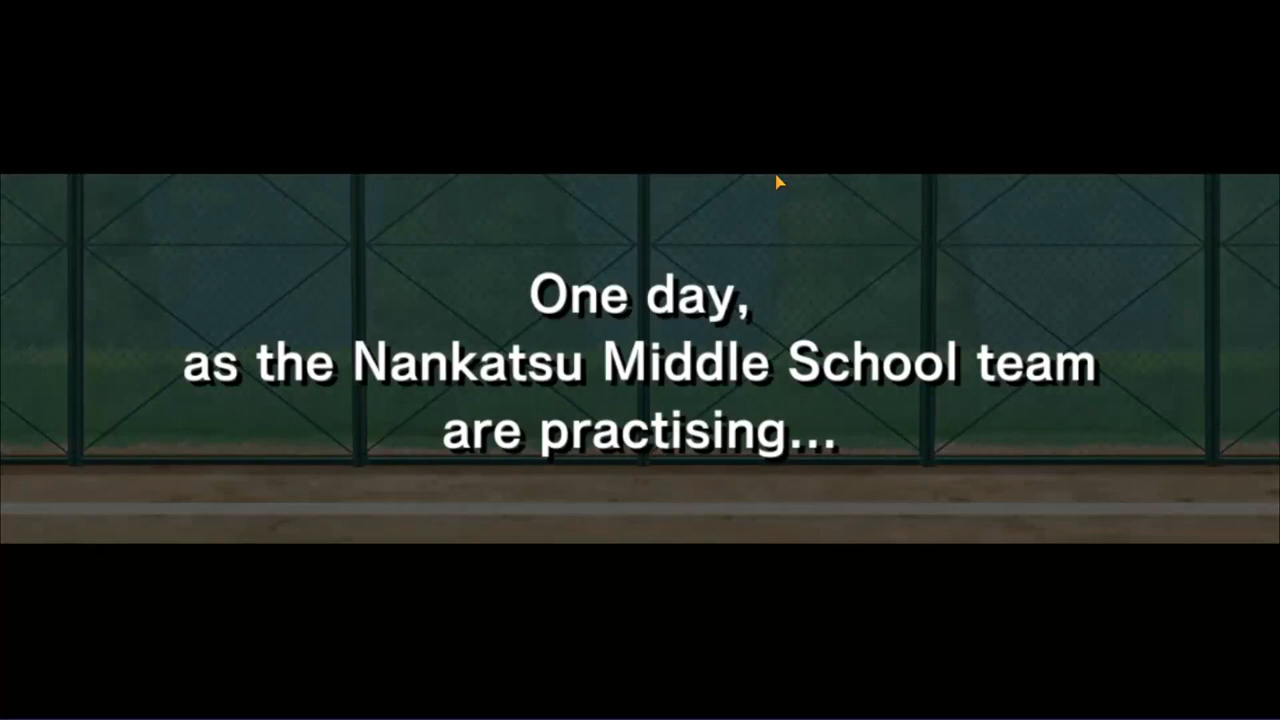 One day,
as the Nankatsu Middle School team
are practising...